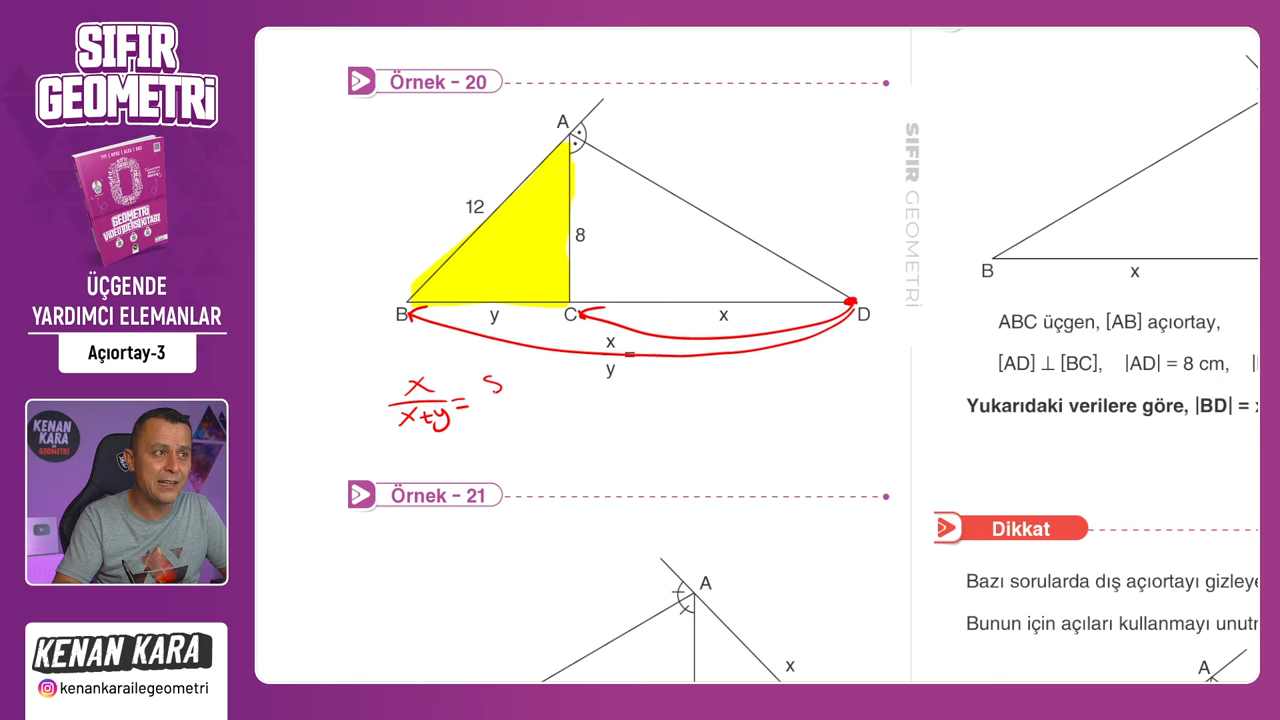 SIFIR
GEOMETRİ
GEOMETRİ
VİDEO DERS KİTABI
ÜÇGENDE
YARDIMCI ELEMANLAR
Açıortay-3
KENAN
KARA
GEOMETRİ
KENAN KARA
kenankarailegeometri
Örnek - 20
A
12
8
B
y
C
x
D
x
=
y
x
x+y
=
Örnek - 21
A
x
SIFIR GEOMETRİ
B
x
ABC üçgen, [AB] açıortay,
[AD] ⊥ [BC], |AD| = 8 cm,
Yukarıdaki verilere göre, |BD| =
Dikkat
Bazı sorularda dış açıortayı
Bunun için açıları kullanmayı
A